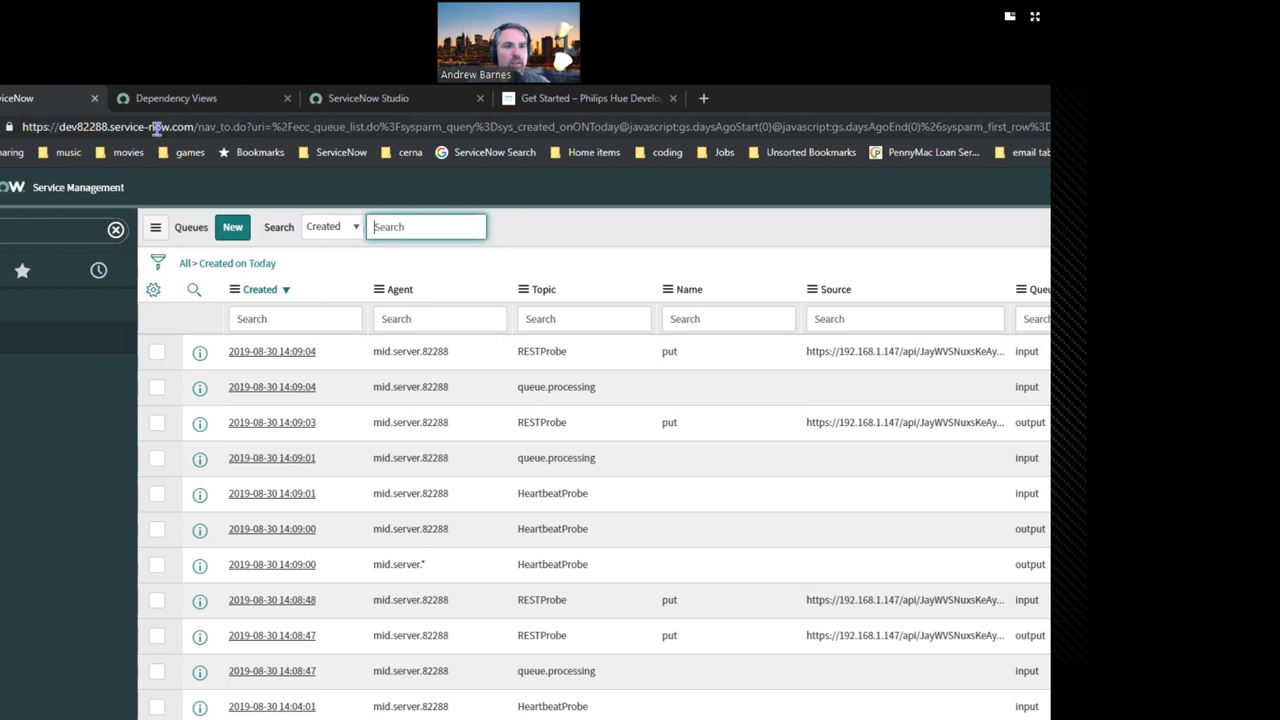 Andrew Barnes
viceNow
Dependency Views
ServiceNow Studio
Get Started – Philips Hue Develo
https://dev82288.service-now.com/nav_to.do?uri=%2Fecc_queue_list.do%3Fsysparm_query%3Dsys_created_onONToday@javascript:gs.daysAgoStart(0)@javascript:gs.daysAgoEnd(0)%26sysparm_first_row%3D
aring music movies games Bookmarks ServiceNow cerna ServiceNow Search Home items coding Jobs Unsorted Bookmarks PennyMac Loan Ser... email tab
OW. Service Management
Queues New Search Created Search
All > Created on Today
Created Agent Topic Name Source Queu
Search Search Search Search Search Search
2019-08-30 14:09:04 mid.server.82288 RESTProbe put https://192.168.1.147/api/JayWVSNuxsKeAy... input
2019-08-30 14:09:04 mid.server.82288 queue.processing input
2019-08-30 14:09:03 mid.server.82288 RESTProbe put https://192.168.1.147/api/JayWVSNuxsKeAy... output
2019-08-30 14:09:01 mid.server.82288 queue.processing input
2019-08-30 14:09:01 mid.server.82288 HeartbeatProbe input
2019-08-30 14:09:00 mid.server.82288 HeartbeatProbe output
2019-08-30 14:09:00 mid.server.* HeartbeatProbe output
2019-08-30 14:08:48 mid.server.82288 RESTProbe put https://192.168.1.147/api/JayWVSNuxsKeAy... input
2019-08-30 14:08:47 mid.server.82288 RESTProbe put https://192.168.1.147/api/JayWVSNuxsKeAy... output
2019-08-30 14:08:47 mid.server.82288 queue.processing input
2019-08-30 14:04:01 mid.server.82288 HeartbeatProbe input